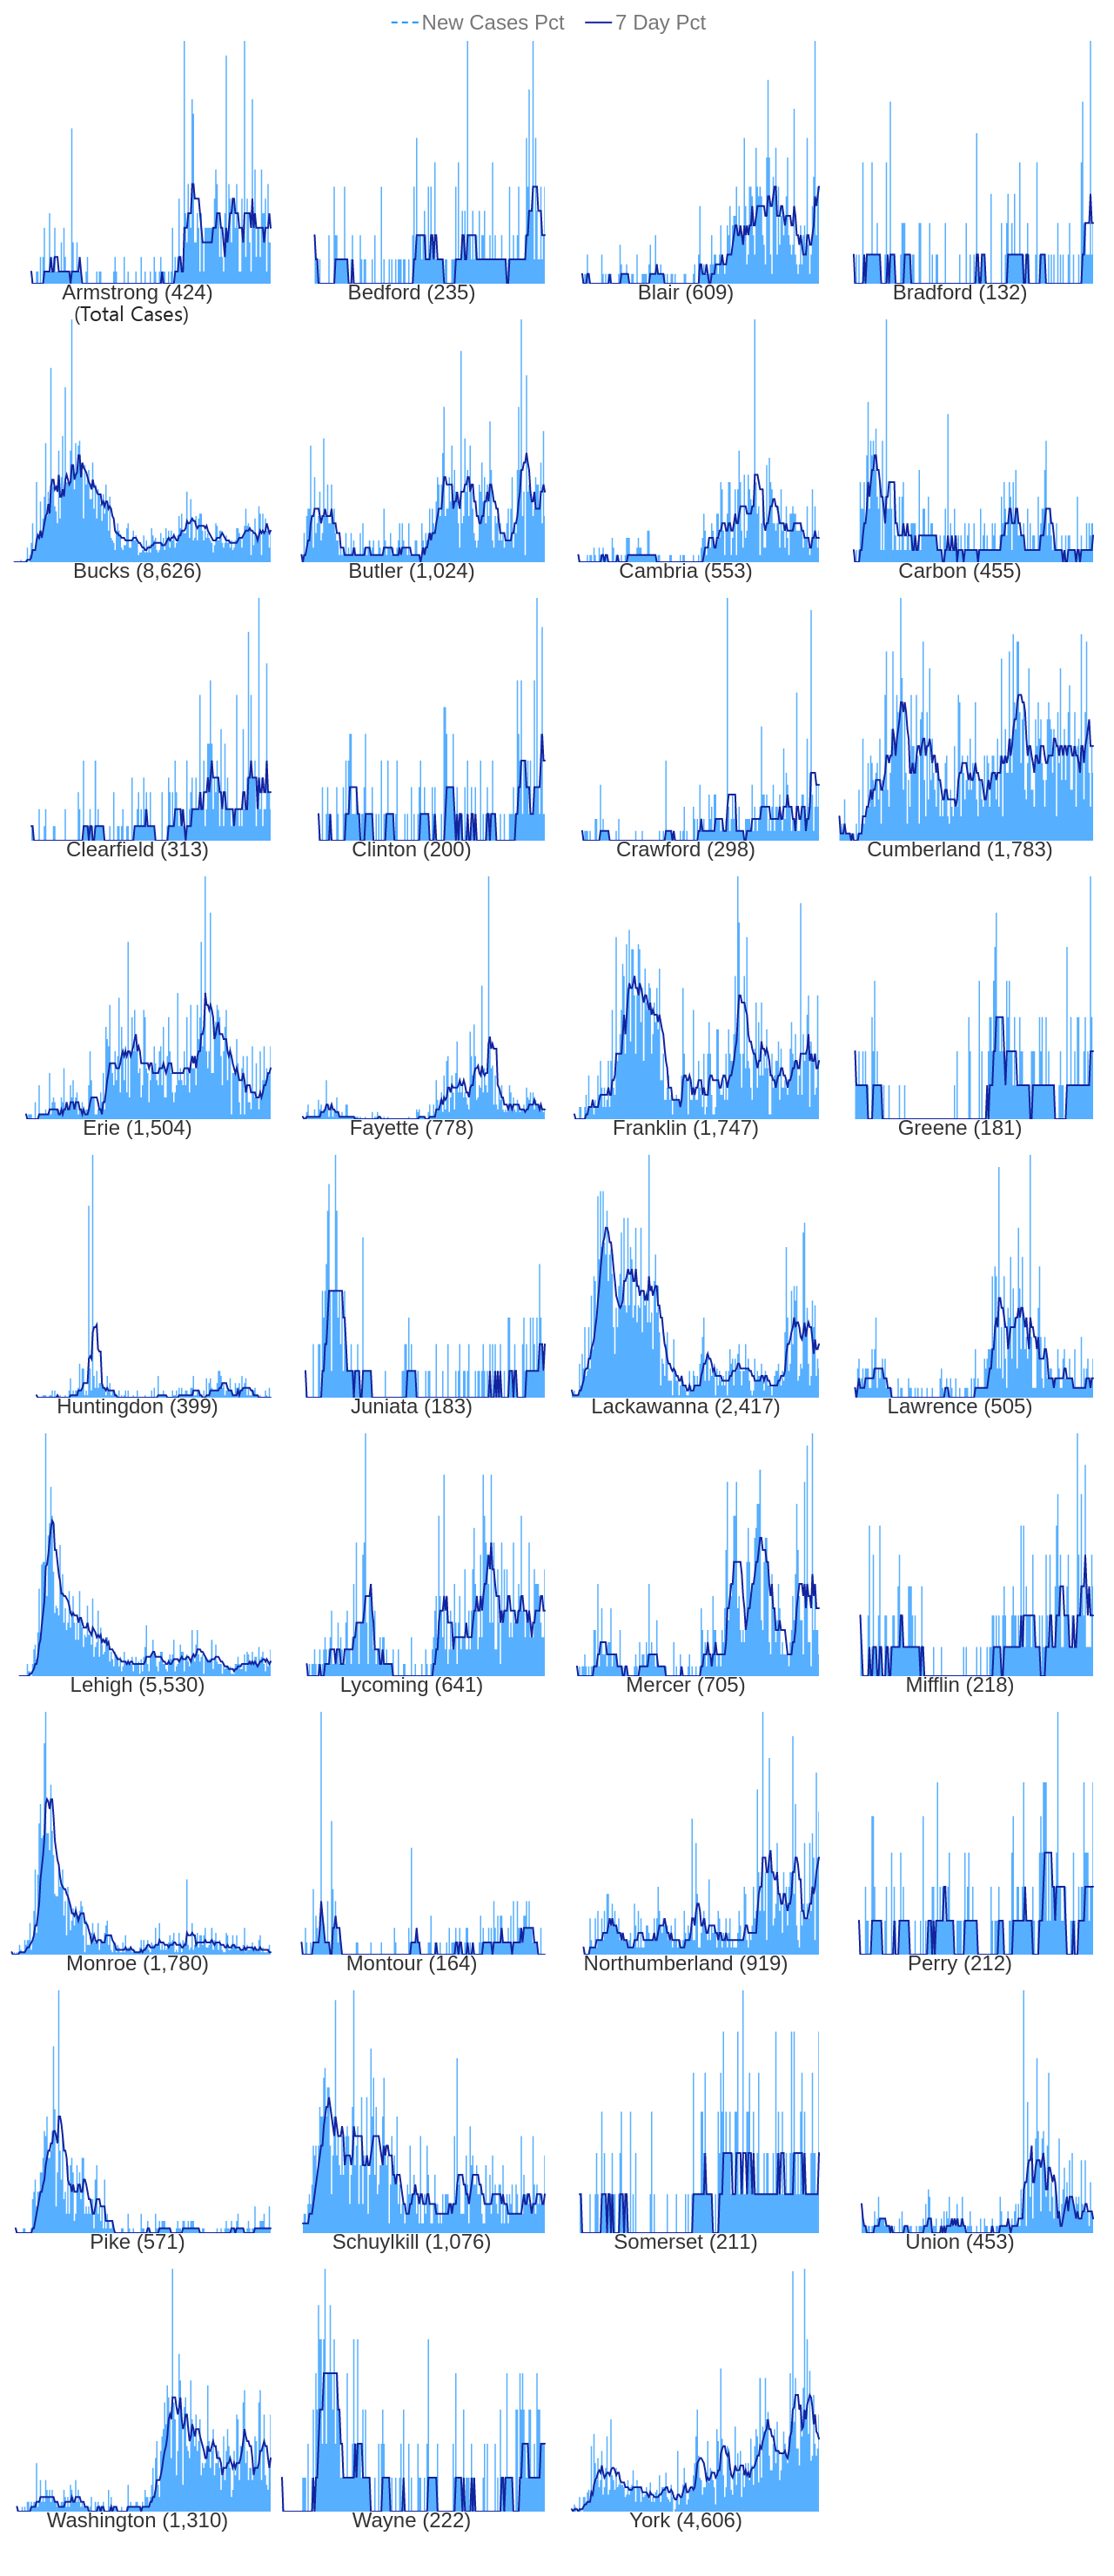 New Cases Pct 7 Day Pct
Armstrong (424) Bedford (235) Blair (609) Bradford (132)
(Total Cases)
Bucks (8,626) Butler (1,024) Cambria (553) Carbon (455)
Clearfield (313) Clinton (200) Crawford (298) Cumberland (1,783)
Erie (1,504) Fayette (778) Franklin (1,747) Greene (181)
Huntingdon (399) Juniata (183) Lackawanna (2,417) Lawrence (505)
Lehigh (5,530) Lycoming (641) Mercer (705) Mifflin (218)
Monroe (1,780) Montour (164) Northumberland (919) Perry (212)
Pike (571) Schuylkill (1,076) Somerset (211) Union (453)
Washington (1,310) Wayne (222) York (4,606)